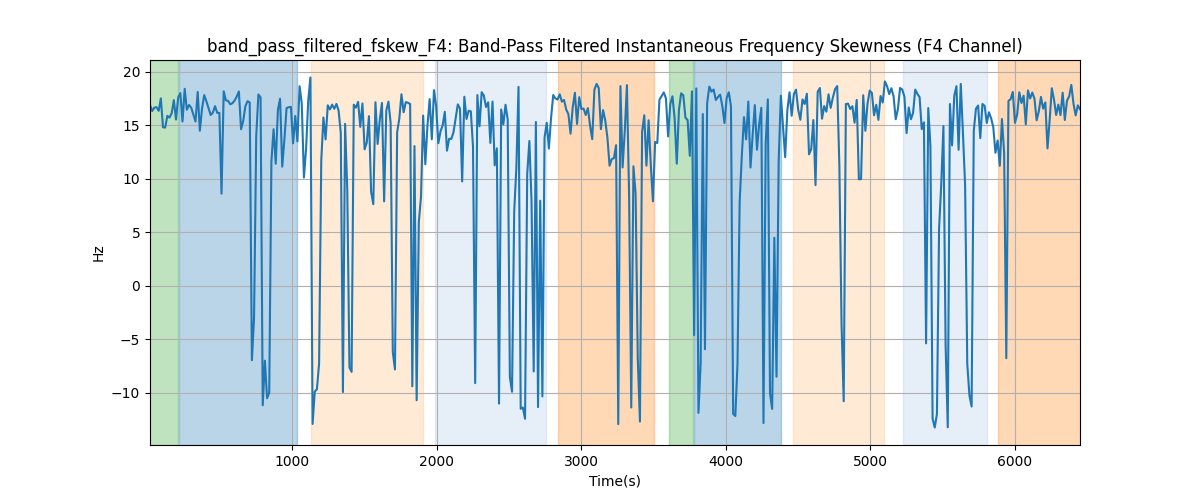 band_pass_filtered_fskew_F4: Band-Pass Filtered Instantaneous Frequency Skewness (F4 Channel)
20
15
10
5
0
−5
−10
Hz
1000 2000 3000 4000 5000 6000
Time(s)